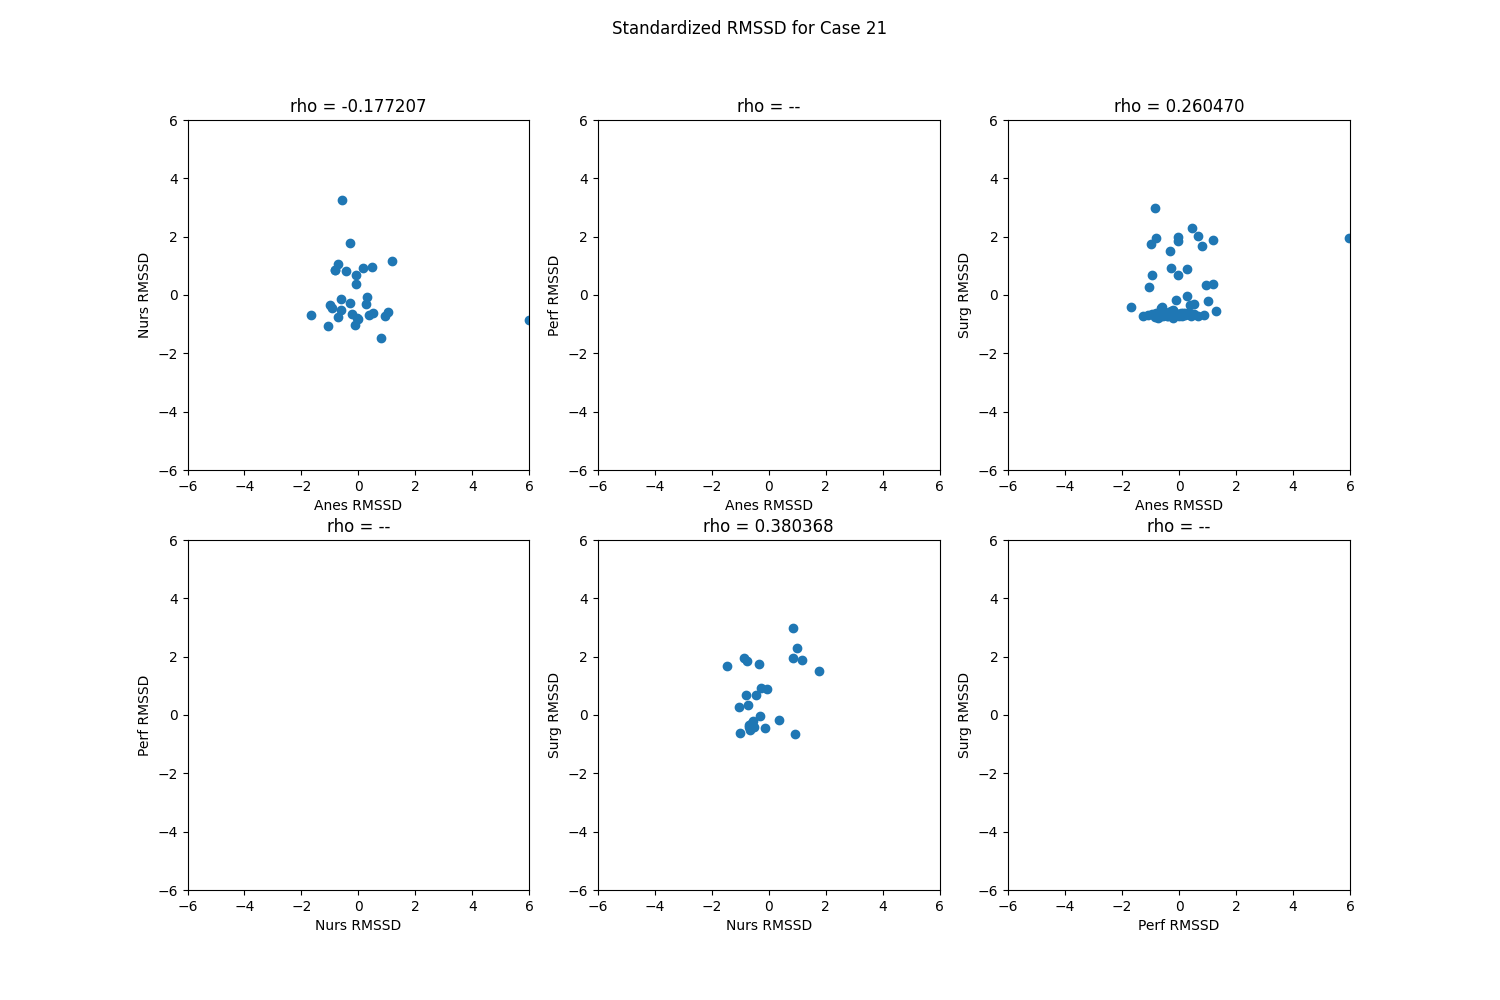 Standardized RMSSD for Case 21
rho = -0.177207
6
4
2
0
−2
−4
−6
Nurs RMSSD
−6 −4 −2 0 2 4 6
Anes RMSSD
rho = --
6
4
2
0
−2
−4
−6
Perf RMSSD
−6 −4 −2 0 2 4 6
Anes RMSSD
rho = 0.260470
6
4
2
0
−2
−4
−6
Surg RMSSD
−6 −4 −2 0 2 4 6
Anes RMSSD
rho = --
6
4
2
0
−2
−4
−6
Perf RMSSD
−6 −4 −2 0 2 4 6
Nurs RMSSD
rho = 0.380368
6
4
2
0
−2
−4
−6
Surg RMSSD
−6 −4 −2 0 2 4 6
Nurs RMSSD
rho = --
6
4
2
0
−2
−4
−6
Surg RMSSD
−6 −4 −2 0 2 4 6
Perf RMSSD